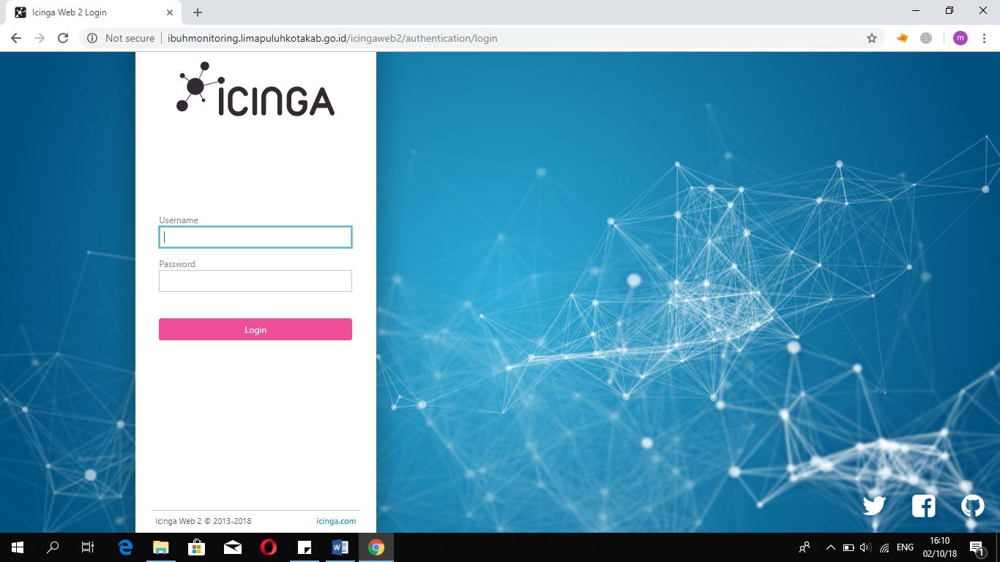 Icinga Web 2 Login
Not secure | ibuhmonitoring.limapuluhkotakab.go.id/icingaweb2/authentication/login
m
ICINGA
Username
Password
Login
Icinga Web 2 © 2013-2018 icinga.com
ENG
16:10
02/10/18
1